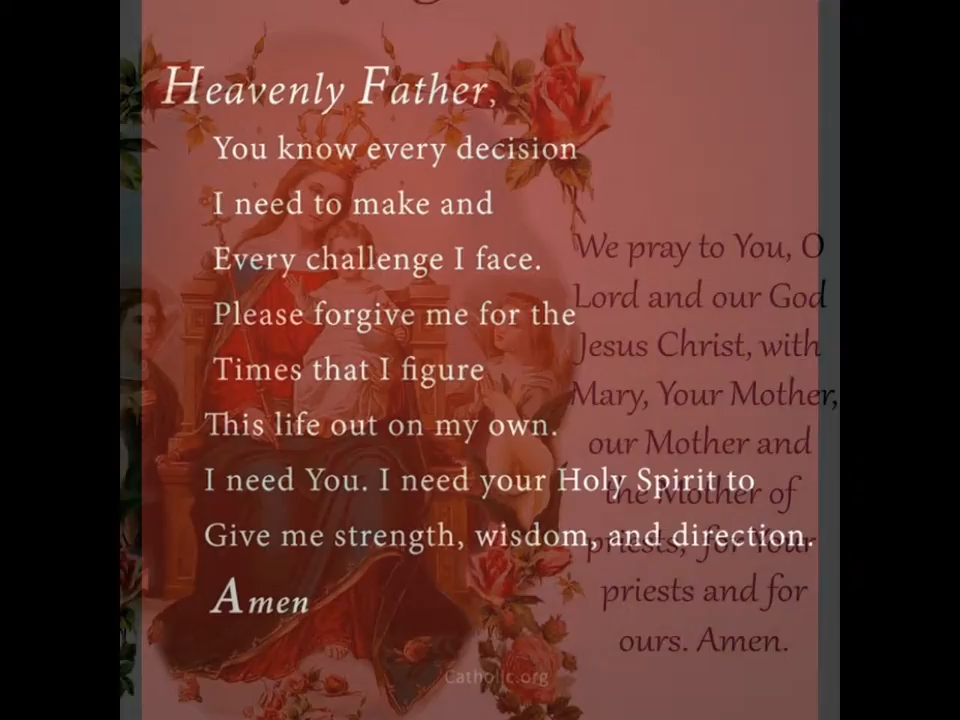 Heavenly Father,
You know every decision
I need to make and
Every challenge I face.
Please forgive me for the
Times that I figure
This life out on my own.
I need You. I need your Holy Spirit to
Give me strength, wisdom, and direction.
Amen
We pray to You, O
Lord and our God
Jesus Christ, with
Mary, Your Mother,
our Mother and
the Mother of
priests, for Your
priests and for
ours. Amen.
Catholic.org